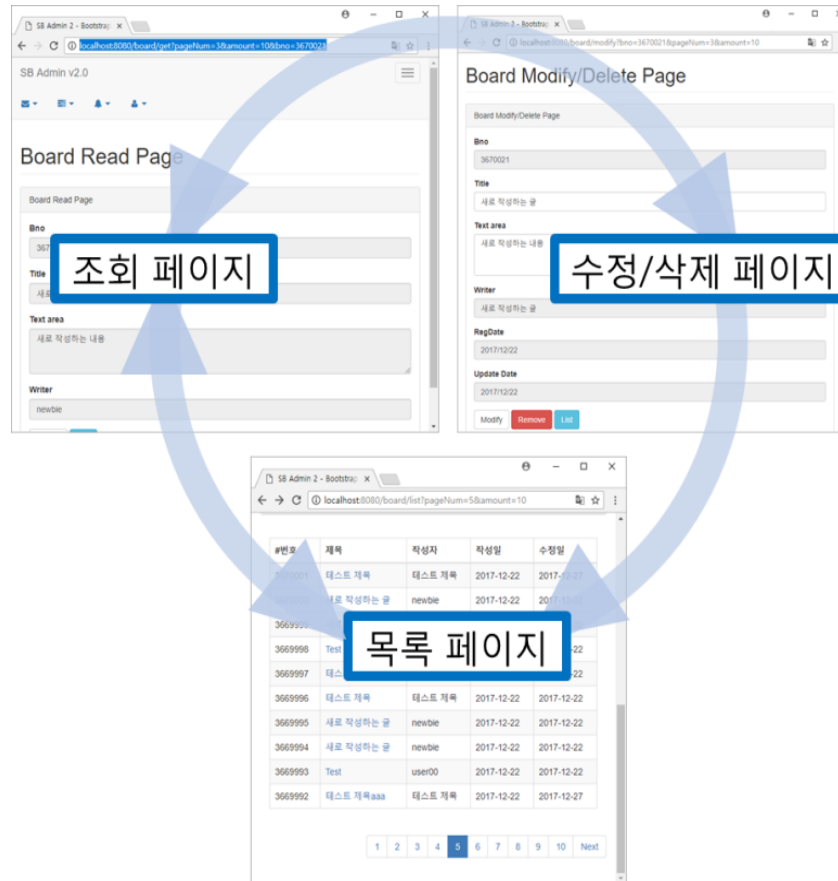 SB Admin 2 - Bootstrap
localhost:8080/board/get?pageNum=3&amount=10&bno=3670021
SB Admin v2.0
Board Read Page
Board Read Page
Bno
367
Title
새로
Text area
새로 작성하는 내용
Writer
newbie
조회 페이지
SB Admin 2 - Bootstrap
localhost:8080/board/modify?bno=3670021&pageNum=3&amount=10
Board Modify/Delete Page
Board Modify/Delete Page
Bno
3670021
Title
새로 작성하는 글
Text area
새로 작성하는 내용
Writer
새로 작성하는 글
RegDate
2017/12/22
Update Date
2017/12/22
Modify Remove List
수정/삭제 페이지
SB Admin 2 - Bootstrap
localhost:8080/board/list?pageNum=5&amount=10
#번호 제목 작성자 작성일 수정일
테스트 제목 테스트 제목 2017-12-22 2017-12-27
새로 작성하는 글 newbie 2017-12-22
3669998 Test -22
3669997 -22
3669996 테스트 제목 테스트 제목 2017-12-22 2017-12-22
3669995 새로 작성하는 글 newbie 2017-12-22 2017-12-22
3669994 새로 작성하는 글 newbie 2017-12-22 2017-12-22
3669993 Test user00 2017-12-22 2017-12-22
3669992 테스트 제목aaa 테스트 제목 2017-12-22 2017-12-27
목록 페이지
1 2 3 4 5 6 7 8 9 10 Next